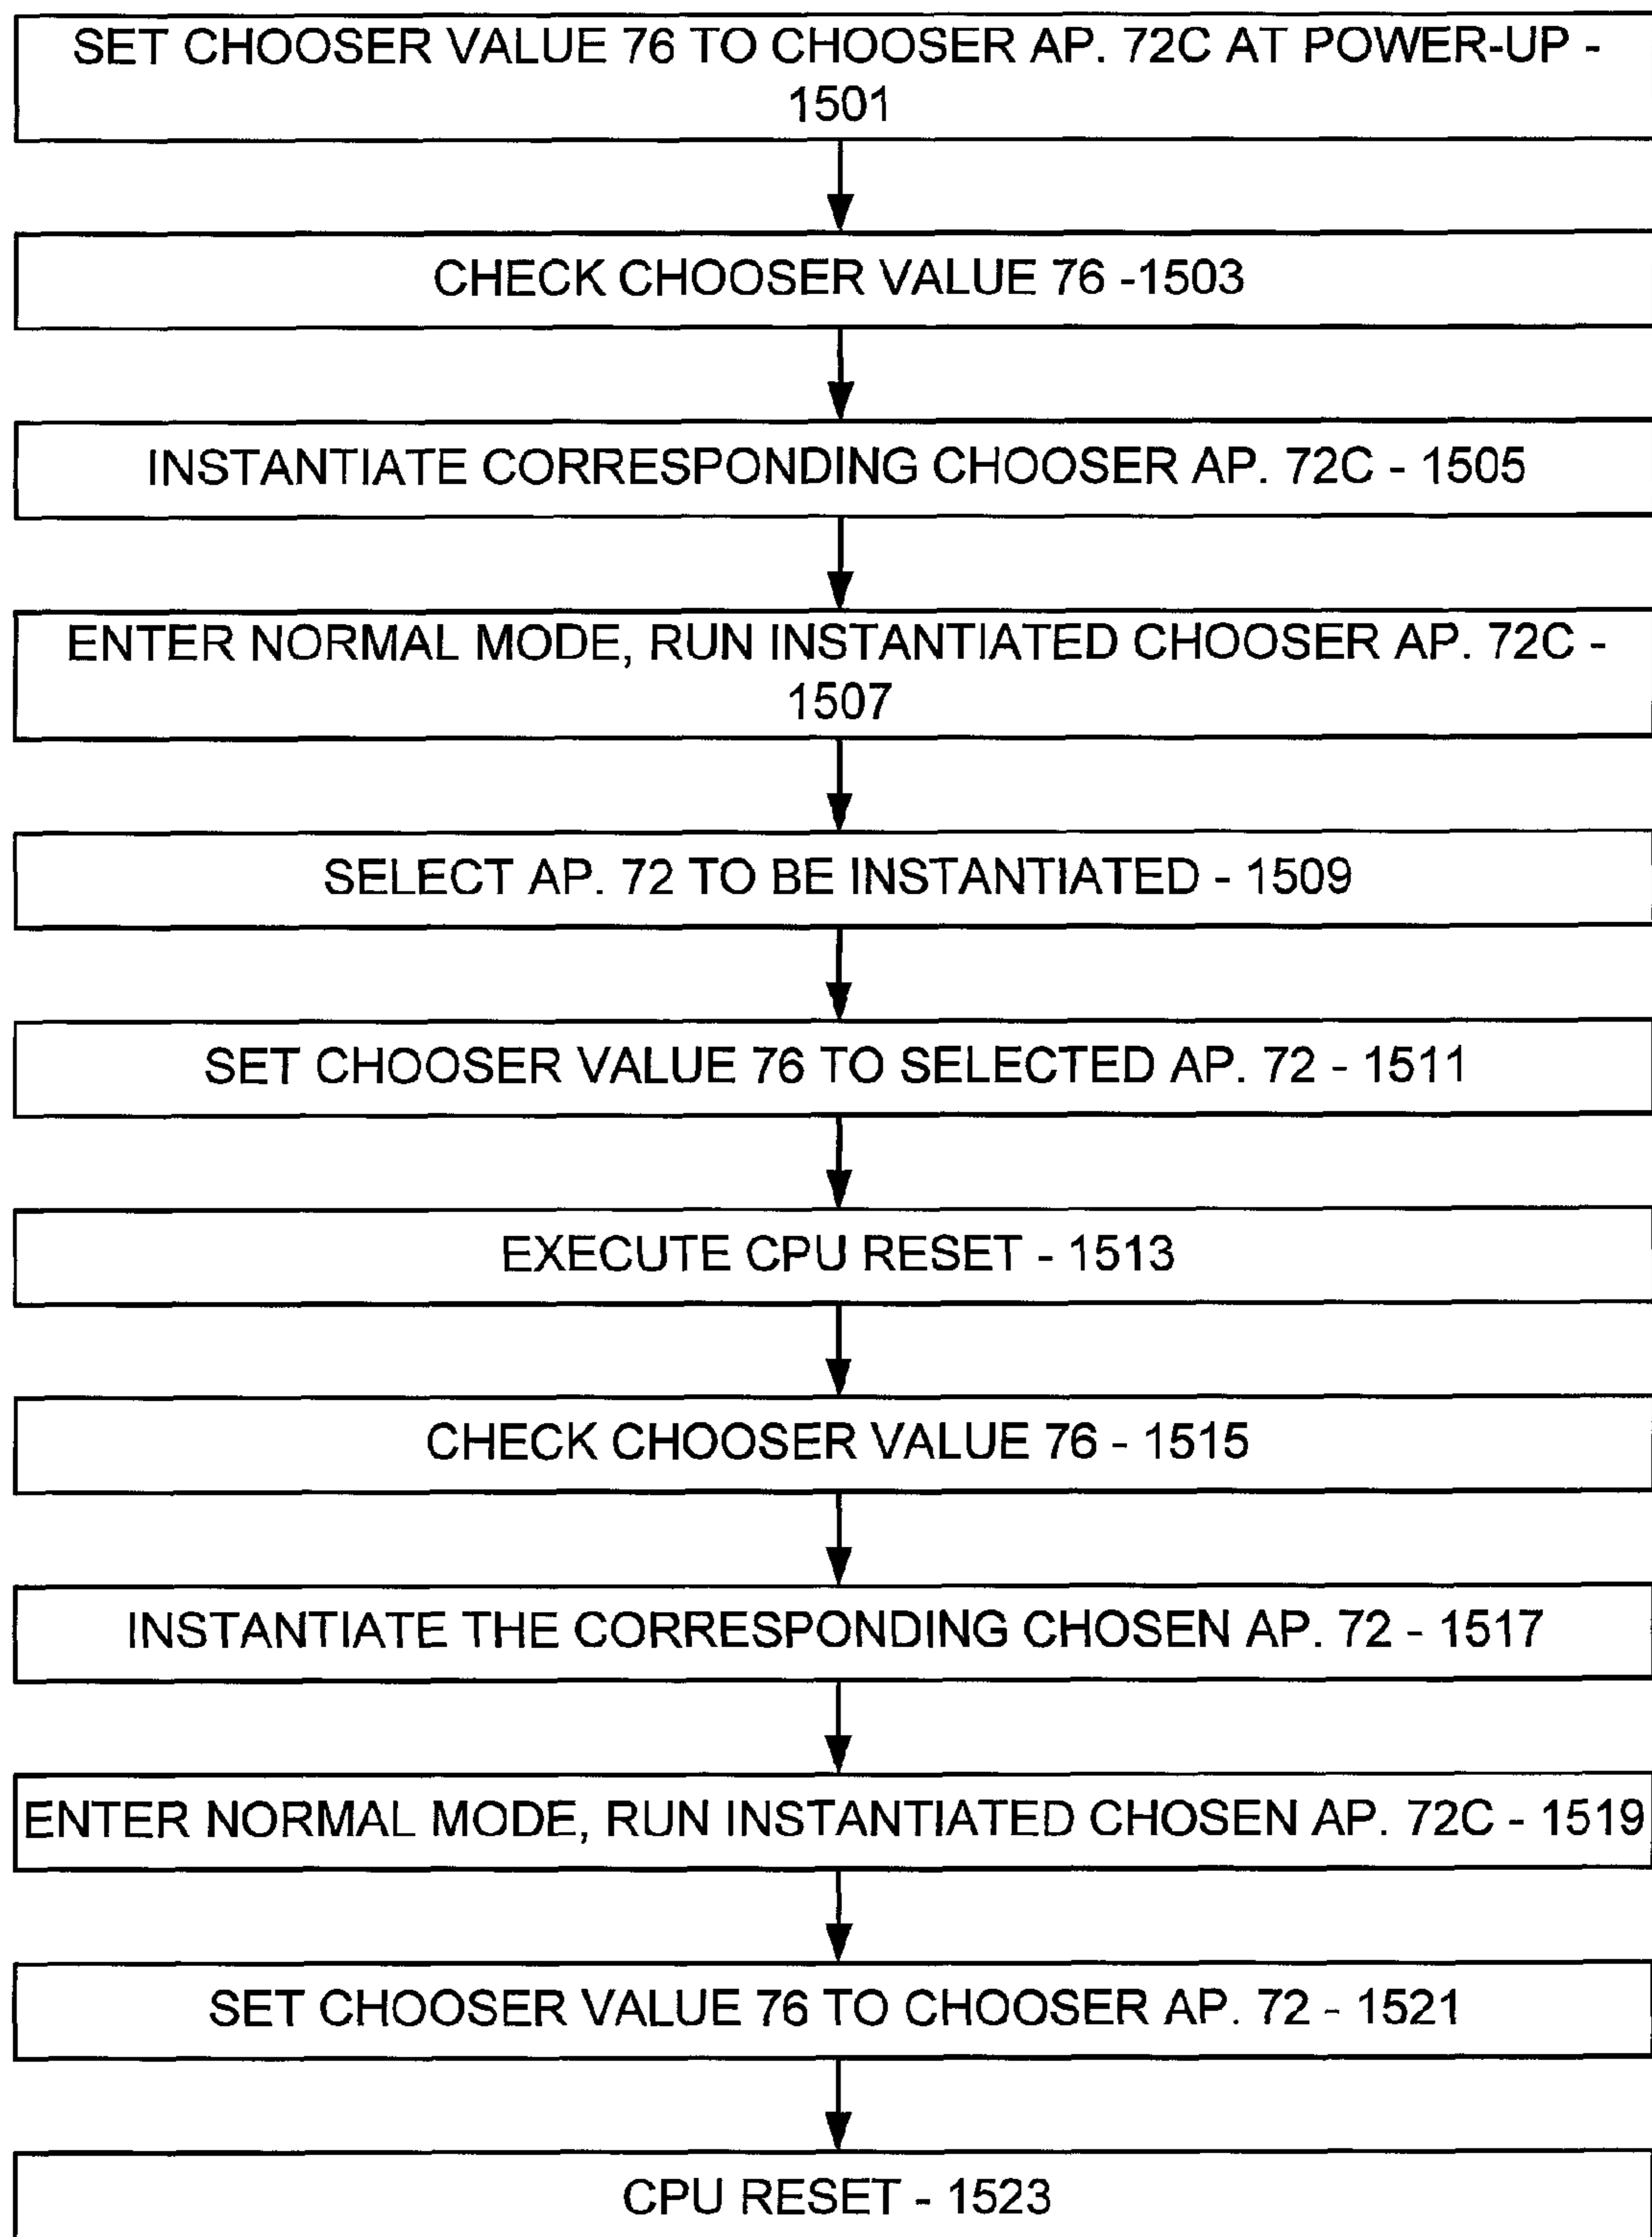 SET CHOOSER VALUE 76 TO CHOOSER AP. 72C AT POWER-UP -
1501
CHECK CHOOSER VALUE 76 -1503
INSTANTIATE CORRESPONDING CHOOSER AP. 72C - 1505
ENTER NORMAL MODE, RUN INSTANTIATED CHOOSER AP. 72C -
1507
SELECT AP. 72 TO BE INSTANTIATED - 1509
SET CHOOSER VALUE 76 TO SELECTED AP. 72 - 1511
EXECUTE CPU RESET - 1513
CHECK CHOOSER VALUE 76 - 1515
INSTANTIATE THE CORRESPONDING CHOSEN AP. 72 - 1517
ENTER NORMAL MODE, RUN INSTANTIATED CHOSEN AP. 72C - 1519
SET CHOOSER VALUE 76 TO CHOOSER AP. 72 - 1521
CPU RESET - 1523